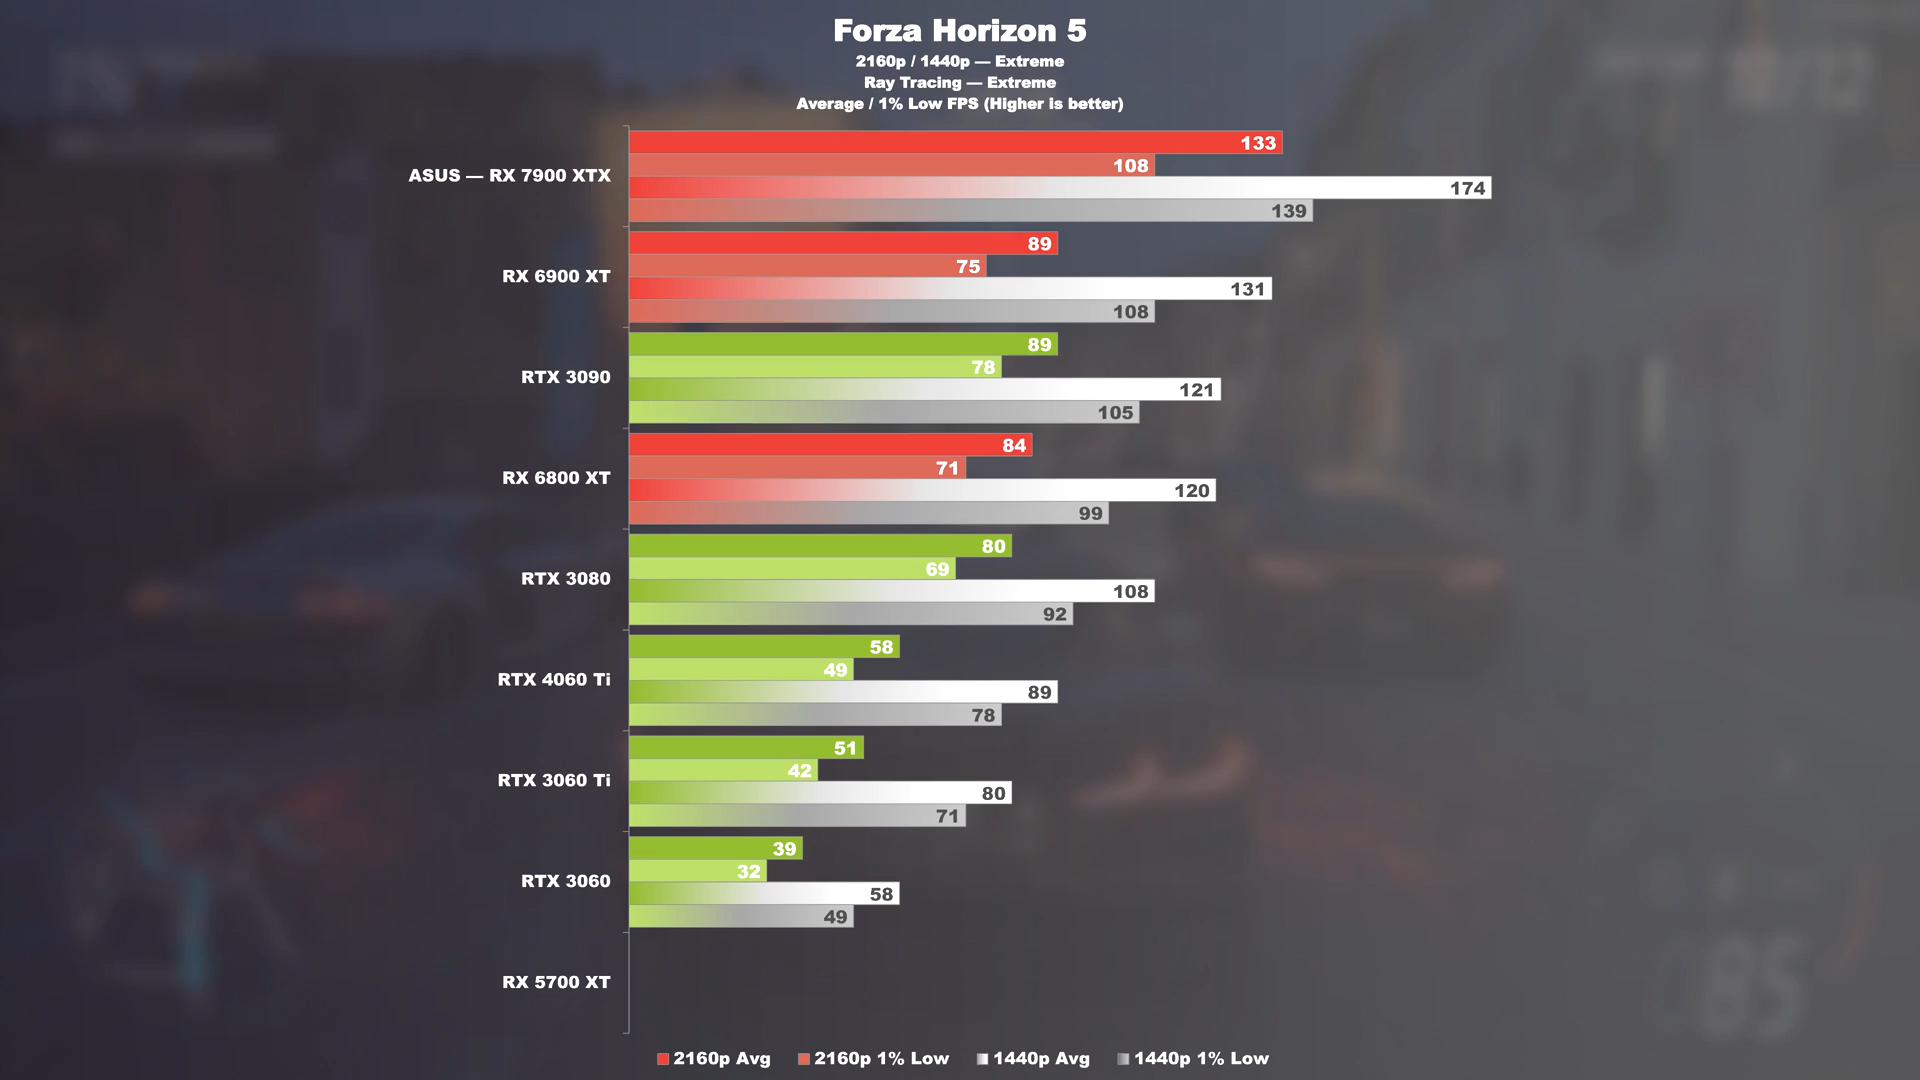 Forza Horizon 5
2160p / 1440p — Extreme
Ray Tracing — Extreme
Average / 1% Low FPS (Higher is better)
ASUS — RX 7900 XTX
133
108
174
139
RX 6900 XT
89
75
131
108
RTX 3090
89
78
121
105
RX 6800 XT
84
71
120
99
RTX 3080
80
69
108
92
RTX 4060 Ti
58
49
89
78
RTX 3060 Ti
51
42
80
71
RTX 3060
39
32
58
49
RX 5700 XT
85
2160p Avg 2160p 1% Low 1440p Avg 1440p 1% Low